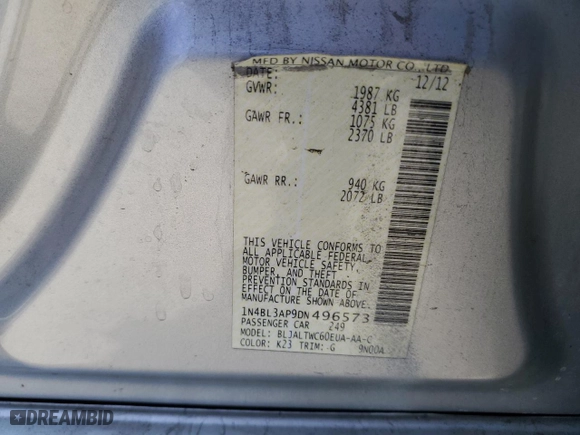 MFD BY NISSAN MOTOR CO., LTD.
DATE: 12/12
GVWR: 1987 KG
4381 LB
GAWR FR.: 1075 KG
2370 LB
GAWR RR.: 940 KG
2072 LB
THIS VEHICLE CONFORMS TO
ALL APPLICABLE FEDERAL
MOTOR VEHICLE SAFETY,
BUMPER, AND THEFT
PREVENTION STANDARDS IN
EFFECT ON THE DATE OF
MANUFACTURE SHOWN ABOVE.
1N4BL3AP9DN496573
PASSENGER CAR 249
MODEL: BLJALTWC60EUA-AA-C
COLOR: K23 TRIM: G 9N00A
DREAMBID